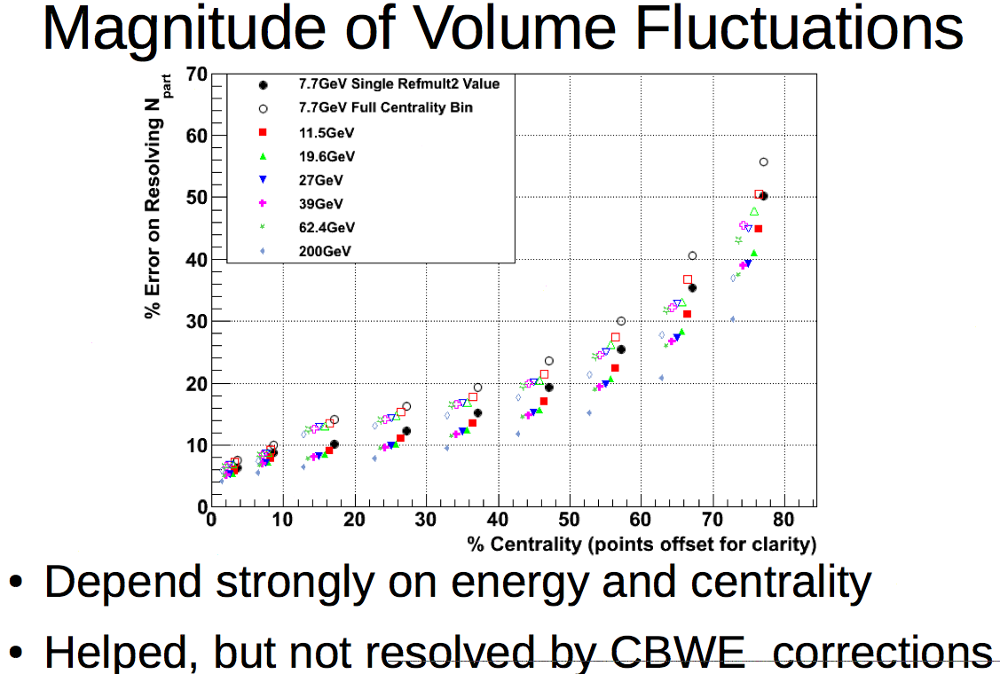 Magnitude of Volume Fluctuations
% Error on Resolving Npart
70
60
50
40
30
20
10
0
7.7GeV Single Refmult2 Value
7.7GeV Full Centrality Bin
11.5GeV
19.6GeV
27GeV
39GeV
62.4GeV
200GeV
0 10 20 30 40 50 60 70 80
% Centrality (points offset for clarity)
• Depend strongly on energy and centrality
• Helped, but not resolved by CBWE corrections